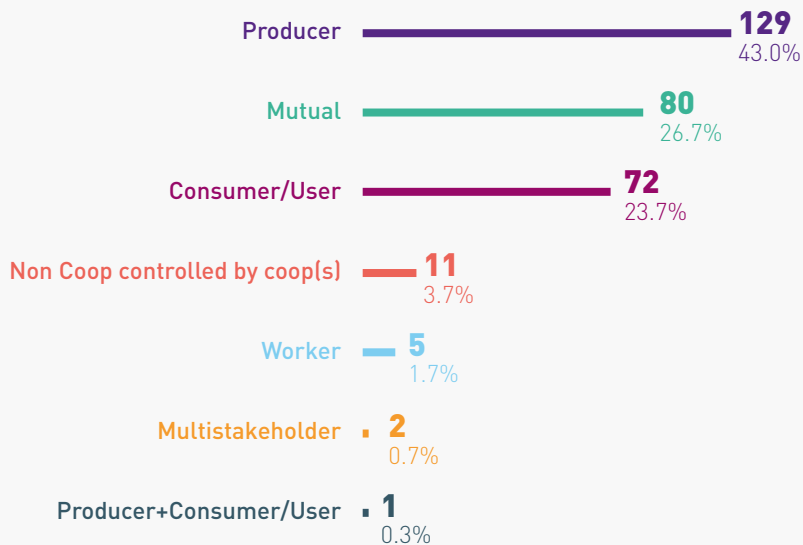 Producer
129
43.0%
Mutual
80
26.7%
Consumer/User
72
23.7%
Non Coop controlled by coop(s)
11
3.7%
Worker
5
1.7%
Multistakeholder
2
0.7%
Producer+Consumer/User
1
0.3%